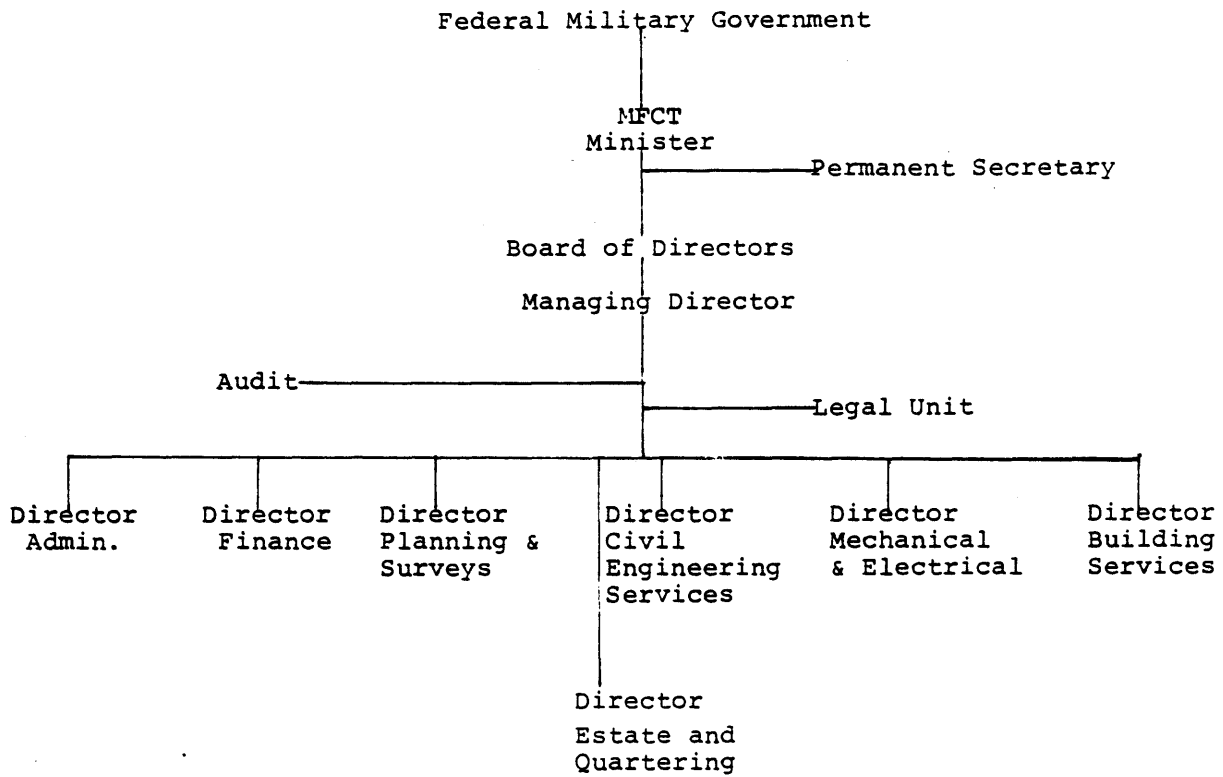 Federal Military Government
MFCT
Minister
Permanent Secretary
Board of Directors
Managing Director
Audit
Legal Unit
Director
Admin.
Director
Finance
Director
Planning &
Surveys
Director
Civil
Engineering
Services
Director
Mechanical
& Electrical
Director
Building
Services
Director
Estate and
Quartering